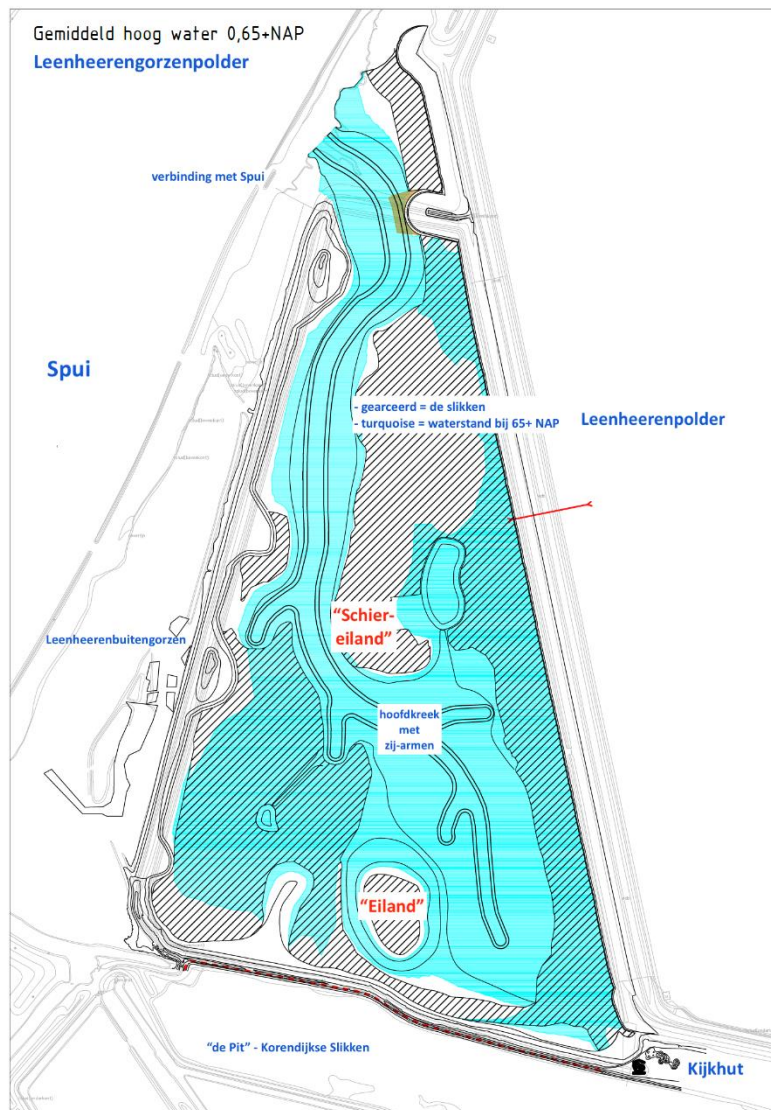 Gemiddeld hoog water 0,65+NAP
Leenheerengorzenpolder
verbinding met Spui
Spui
- gearceerd = de slikken
- turquoise = waterstand bij 65+ NAP
Leenheerenpolder
“Schier-
eiland”
Leenheerenbuitengorzen
hoofdkreek
met
zij-armen
“Eiland”
“de Pit” - Korendijkse Slikken
Kijkhut